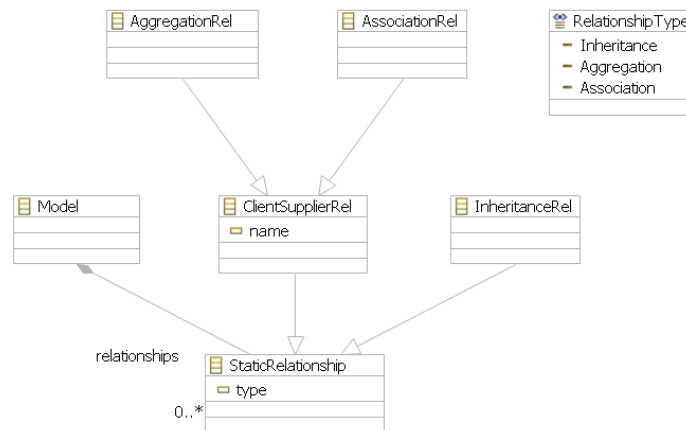 AggregationRel
AssociationRel
RelationshipType
Inheritance
Aggregation
Association
Model
ClientSupplierRel
name
InheritanceRel
relationships
StaticRelationship
type
0..*